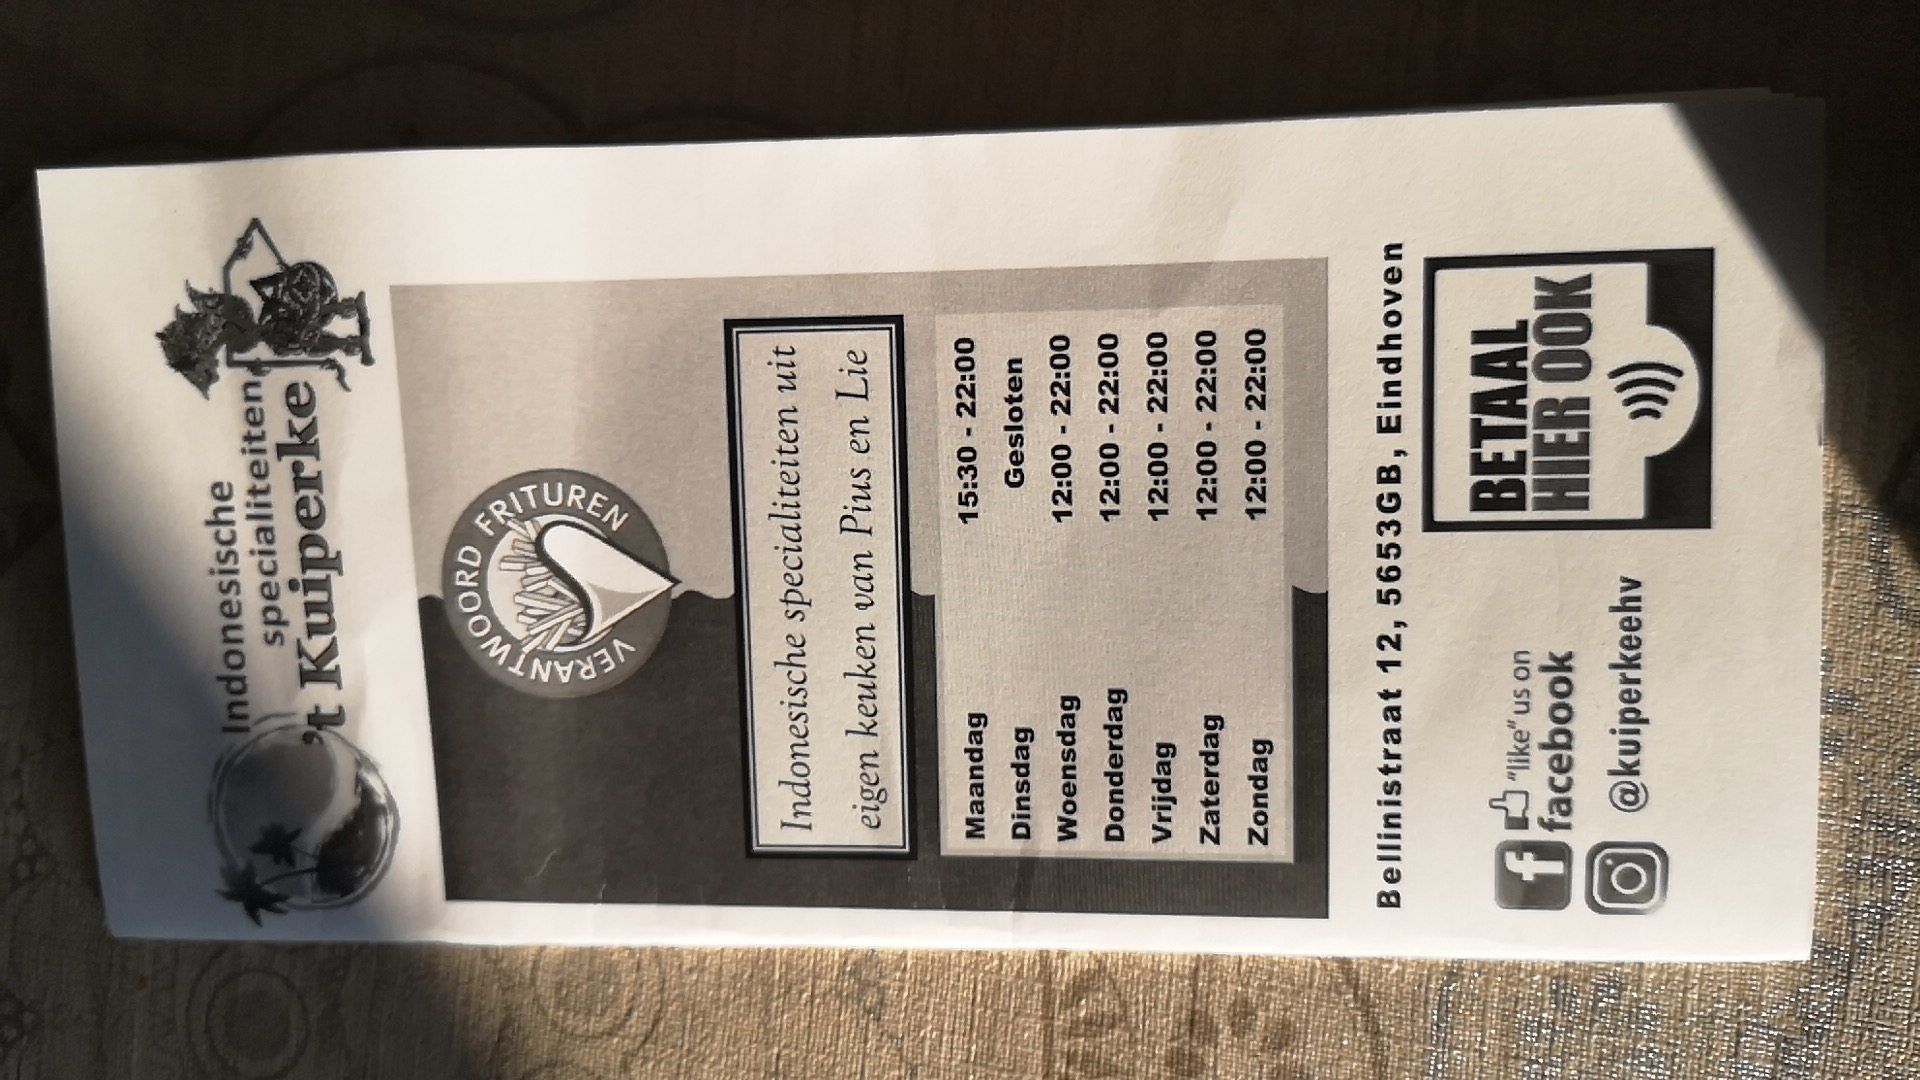 Indonesische
specialiteiten
't Kuiperke
VERANTWOORD FRITUREN
Indonesische specialiteiten uit
eigen keuken van Pius en Lie
Maandag 15:30 - 22:00
Dinsdag Gesloten
Woensdag 12:00 - 22:00
Donderdag 12:00 - 22:00
Vrijdag 12:00 - 22:00
Zaterdag 12:00 - 22:00
Zondag 12:00 - 22:00
Bellinistraat 12, 5653GB, Eindhoven
f "like" us on
facebook
@kuiperkeehv
BETAAL
HIER OOK